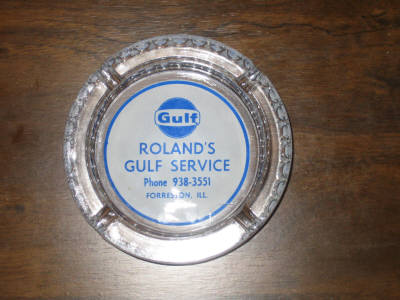 Gulf
ROLAND'S
GULF SERVICE
Phone 938-3551
FORRESTON, ILL.